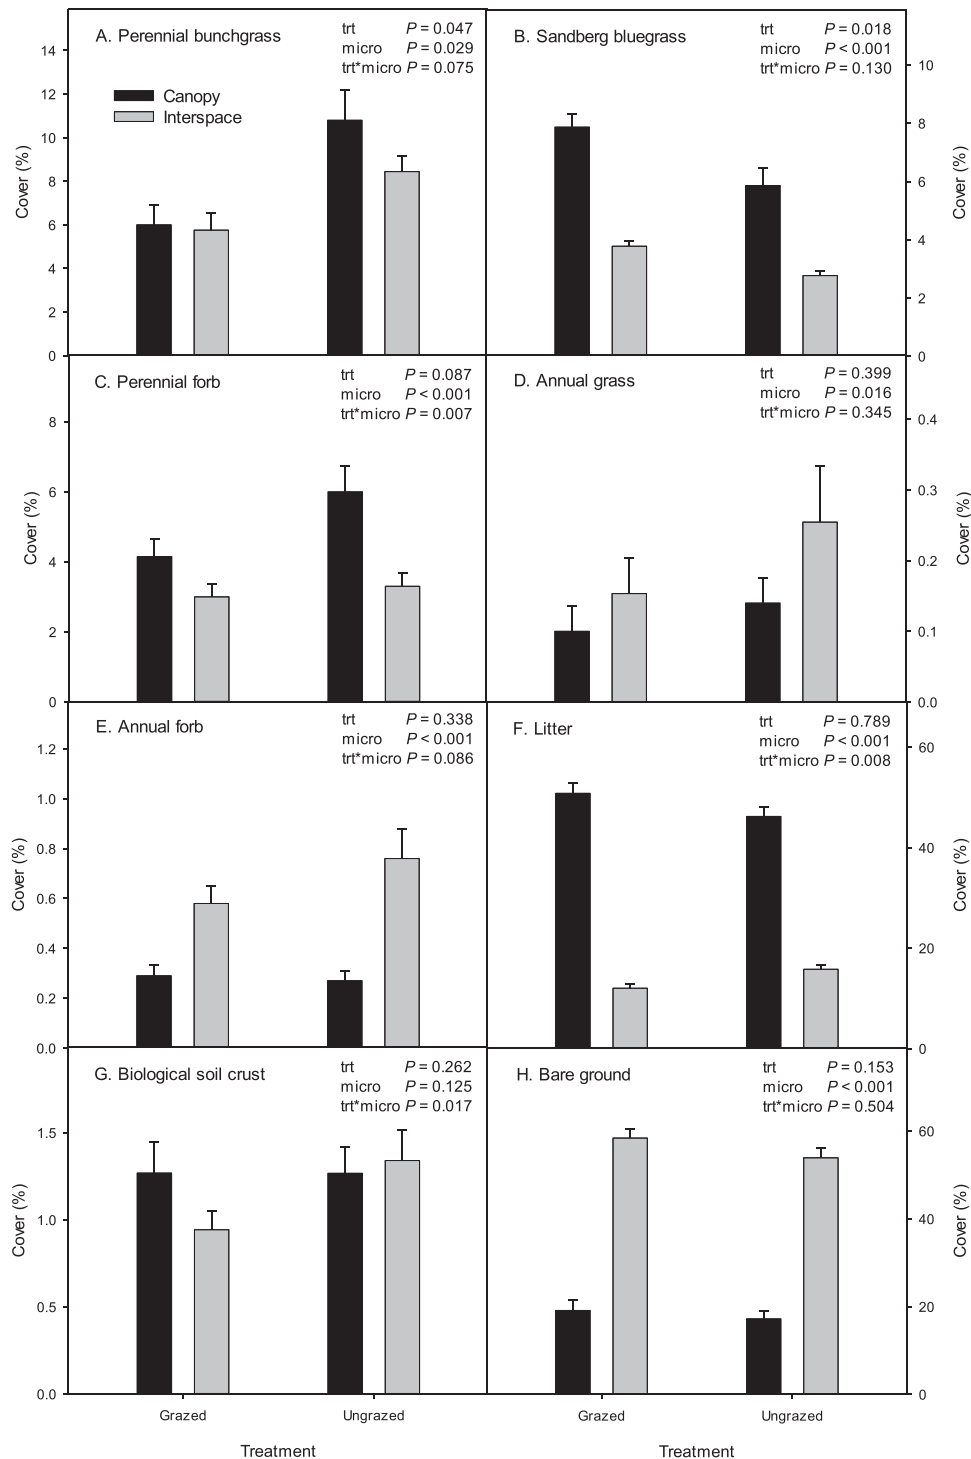 A. Perennial bunchgrass
trt P = 0.047
micro P = 0.029
trt*micro P = 0.075
Canopy
Interspace
14
12
10
8
6
4
2
0
Cover (%)
B. Sandberg bluegrass
trt P = 0.018
micro P < 0.001
trt*micro P = 0.130
10
8
6
4
2
0
Cover (%)
C. Perennial forb
trt P = 0.087
micro P < 0.001
trt*micro P = 0.007
8
6
4
2
0
Cover (%)
D. Annual grass
trt P = 0.399
micro P = 0.016
trt*micro P = 0.345
0.4
0.3
0.2
0.1
0.0
Cover (%)
E. Annual forb
trt P = 0.338
micro P < 0.001
trt*micro P = 0.086
1.2
1.0
0.8
0.6
0.4
0.2
0.0
Cover (%)
F. Litter
trt P = 0.789
micro P < 0.001
trt*micro P = 0.008
60
40
20
0
Cover (%)
G. Biological soil crust
trt P = 0.262
micro P = 0.125
trt*micro P = 0.017
1.5
1.0
0.5
0.0
Cover (%)
Grazed Ungrazed
Treatment
H. Bare ground
trt P = 0.153
micro P < 0.001
trt*micro P = 0.504
60
40
20
0
Cover (%)
Grazed Ungrazed
Treatment